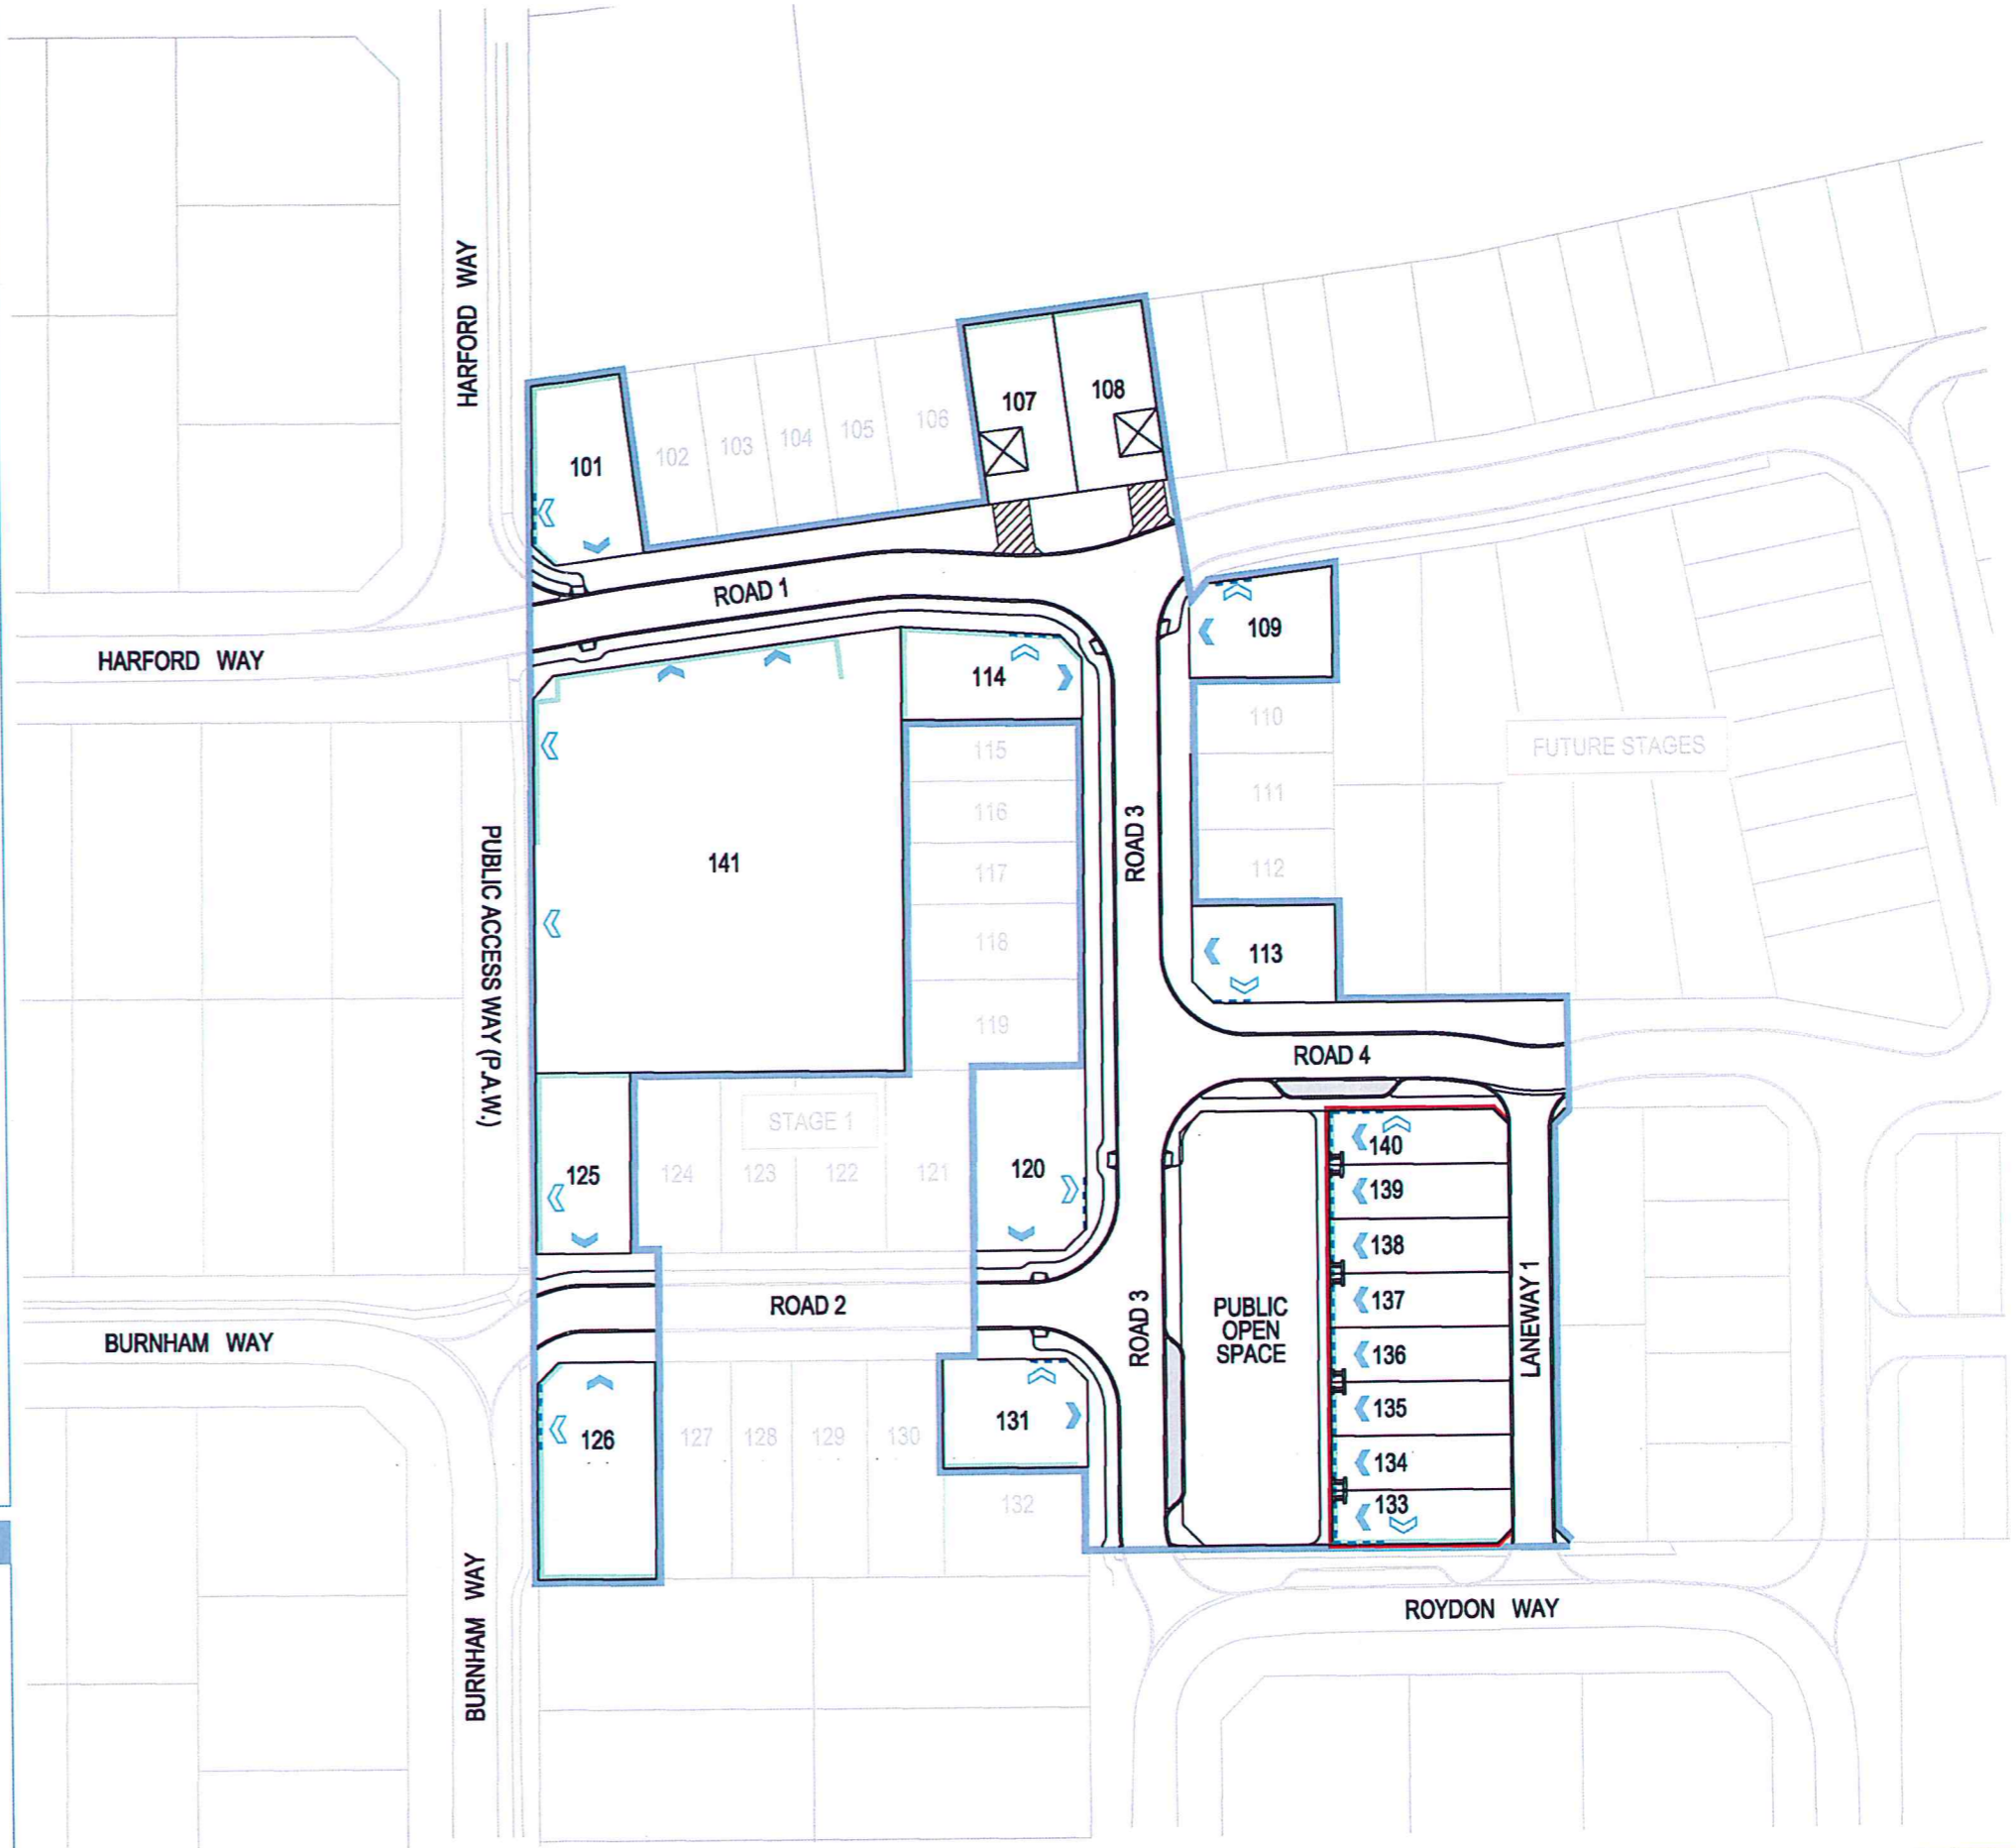 HARFORD WAY
107
108
101
102
103
104
105
106
ROAD 1
HARFORD WAY
109
114
110
FUTURE STAGES
115
111
116
ROAD 3
141
117
112
118
113
119
PUBLIC ACCESS WAY (P.A.W.)
ROAD 4
STAGE 1
140
125
124
123
122
121
120
139
138
ROAD 2
137
LANEWAY 1
PUBLIC
OPEN
SPACE
ROAD 3
BURNHAM WAY
136
135
126
127
128
129
130
131
134
132
133
BURNHAM WAY
ROYDON WAY